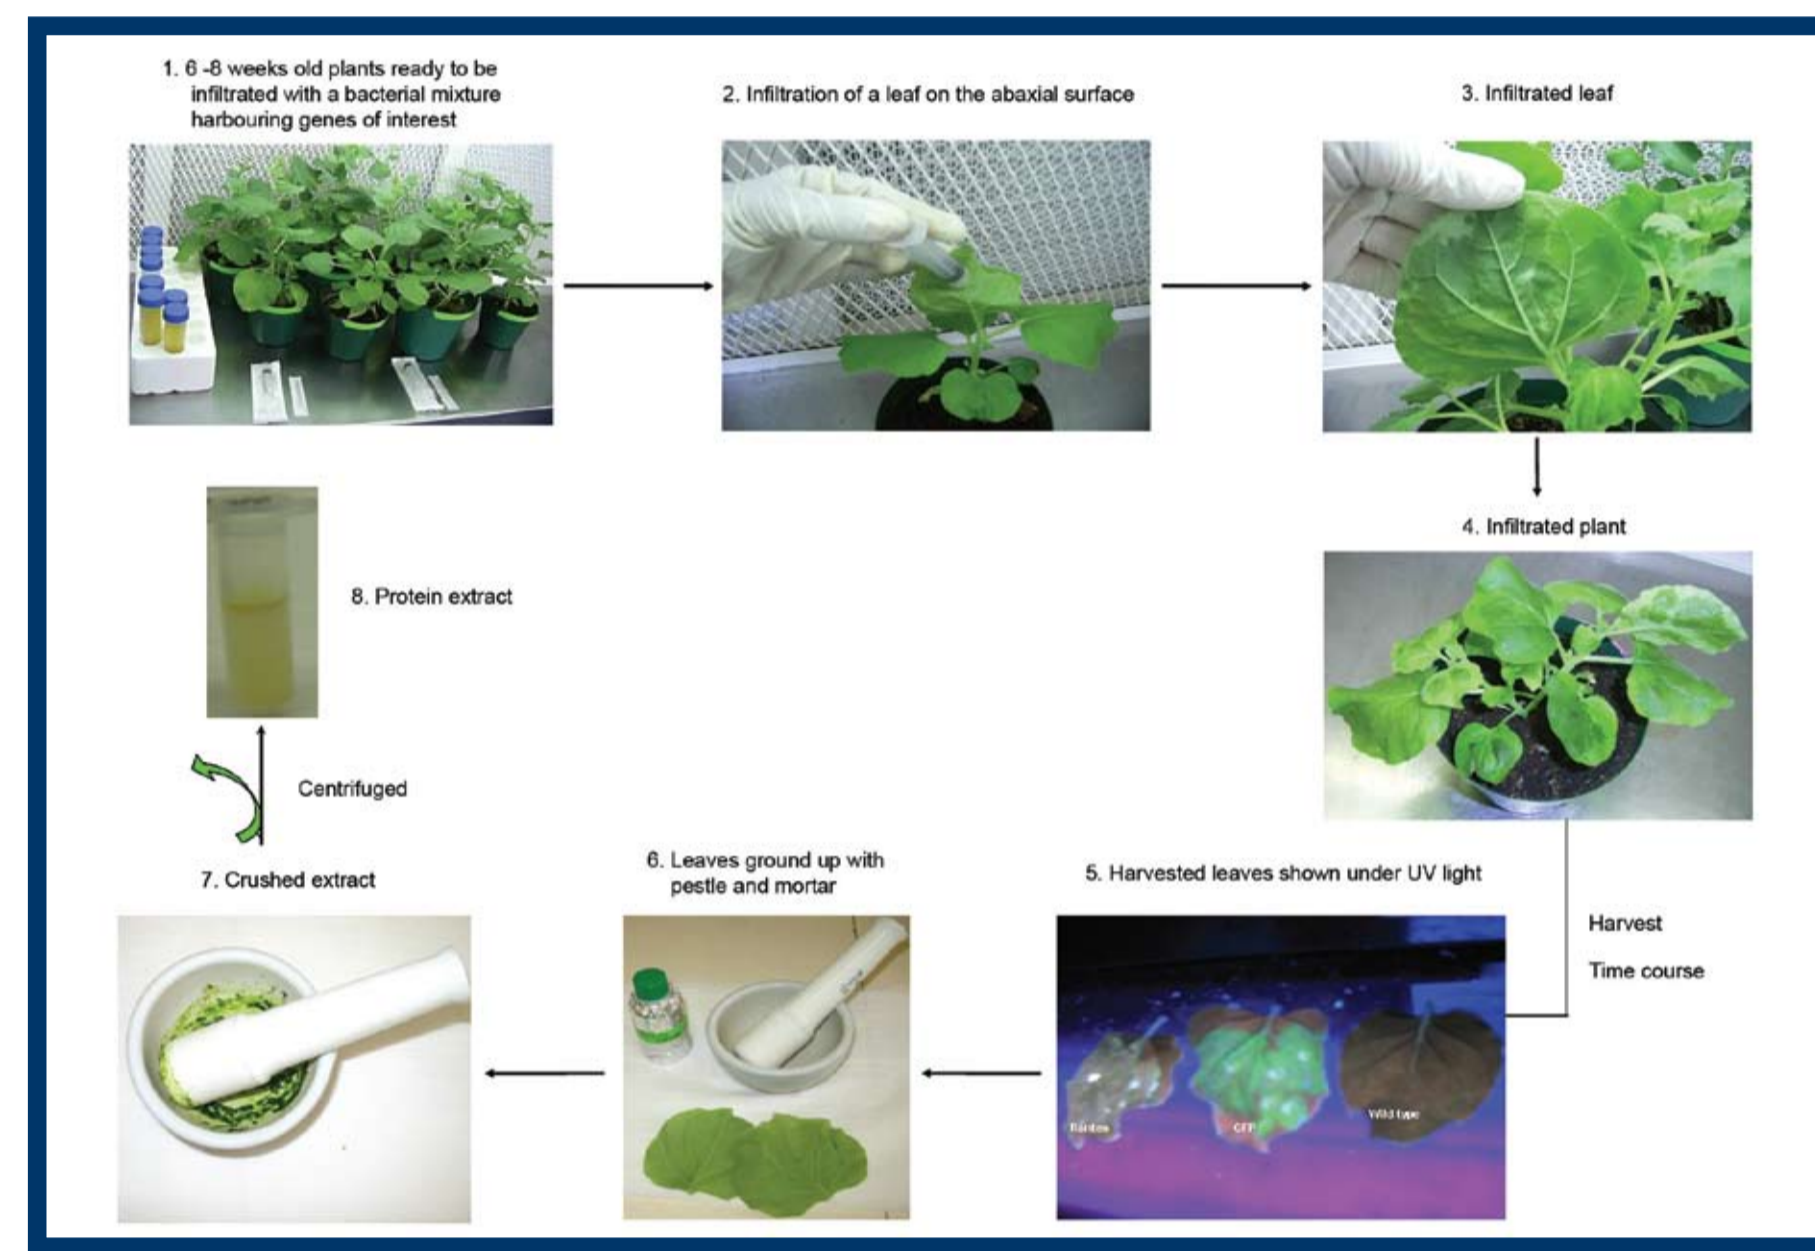 1. 6 -8 weeks old plants ready to be
infiltrated with a bacterial mixture
harbouring genes of interest
2. Infiltration of a leaf on the abaxial surface
3. Infiltrated leaf
4. Infiltrated plant
Harvest
Time course
5. Harvested leaves shown under UV light
Rantes
GFP
Wild type
6. Leaves ground up with
pestle and mortar
7. Crushed extract
Centrifuged
8. Protein extract